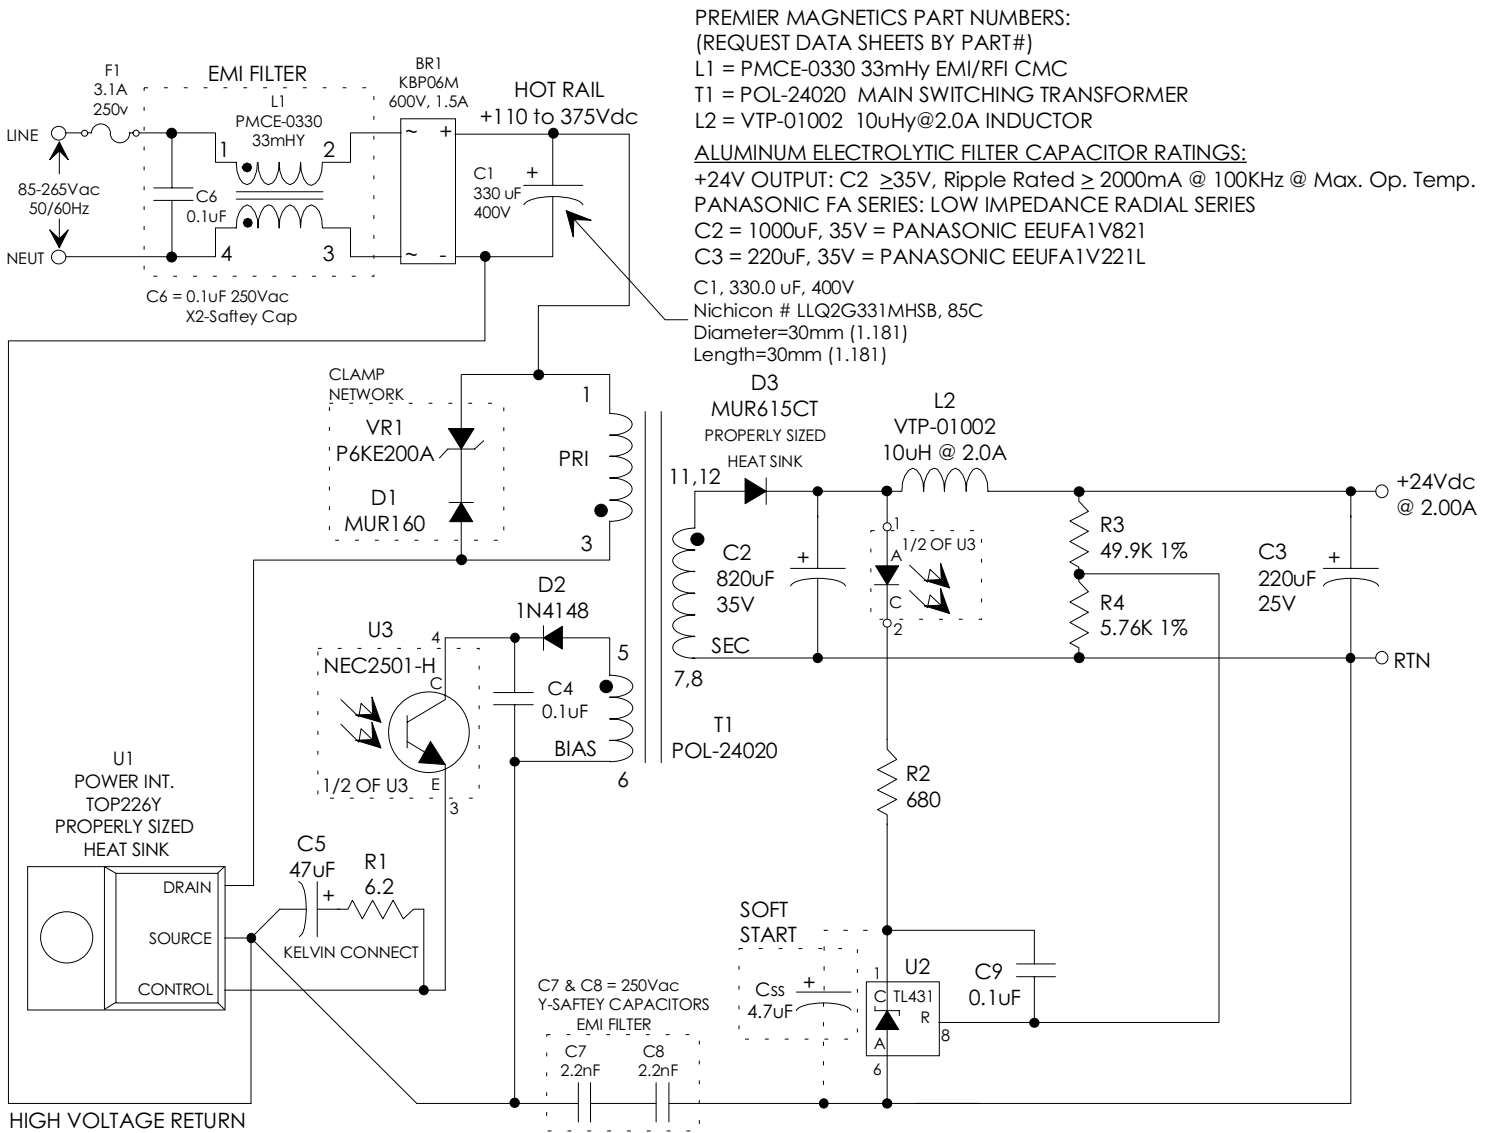 PREMIER MAGNETICS PART NUMBERS:
(REQUEST DATA SHEETS BY PART#)
L1 = PMCE-0330 33mHy EMI/RFI CMC
T1 = POL-24020 MAIN SWITCHING TRANSFORMER
L2 = VTP-01002 10uHy@2.0A INDUCTOR
ALUMINUM ELECTROLYTIC FILTER CAPACITOR RATINGS:
+24V OUTPUT: C2 ≥35V, Ripple Rated ≥ 2000mA @ 100KHz @ Max. Op. Temp.
PANASONIC FA SERIES: LOW IMPEDANCE RADIAL SERIES
C2 = 1000uF, 35V = PANASONIC EEUFA1V821
C3 = 220uF, 35V = PANASONIC EEUFA1V221L
C1, 330.0 uF, 400V
Nichicon # LLQ2G331MHSB, 85C
Diameter=30mm (1.181)
Length=30mm (1.181)
F1
3.1A
250v
EMI FILTER
L1
PMCE-0330
33mHY
BR1
KBP06M
600V, 1.5A
HOT RAIL
+110 to 375Vdc
LINE
1
2
~
+
85-265Vac
50/60Hz
C6
0.1uF
C1
330 uF
400V
+
NEUT
4
3
~
-
C6 = 0.1uF 250Vac
X2-Saftey Cap
CLAMP
NETWORK
VR1
P6KE200A
D1
MUR160
1
PRI
3
D3
MUR615CT
PROPERLY SIZED
HEAT SINK
L2
VTP-01002
10uH @ 2.0A
11,12
+24Vdc
@ 2.00A
1
1/2 OF U3
A
C
2
C2
820uF
35V
+
R3
49.9K 1%
R4
5.76K 1%
C3
220uF
25V
+
SEC
7,8
RTN
D2
1N4148
U3
4
NEC2501-H
C
5
C4
0.1uF
BIAS
6
1/2 OF U3
E
3
T1
POL-24020
R2
680
U1
POWER INT.
TOP226Y
PROPERLY SIZED
HEAT SINK
DRAIN
SOURCE
CONTROL
C5
47uF
+
R1
6.2
KELVIN CONNECT
SOFT
START
Css
4.7uF
+
1
U2
C
TL431
R
A
8
6
C9
0.1uF
C7 & C8 = 250Vac
Y-SAFTEY CAPACITORS
EMI FILTER
C7
2.2nF
C8
2.2nF
HIGH VOLTAGE RETURN